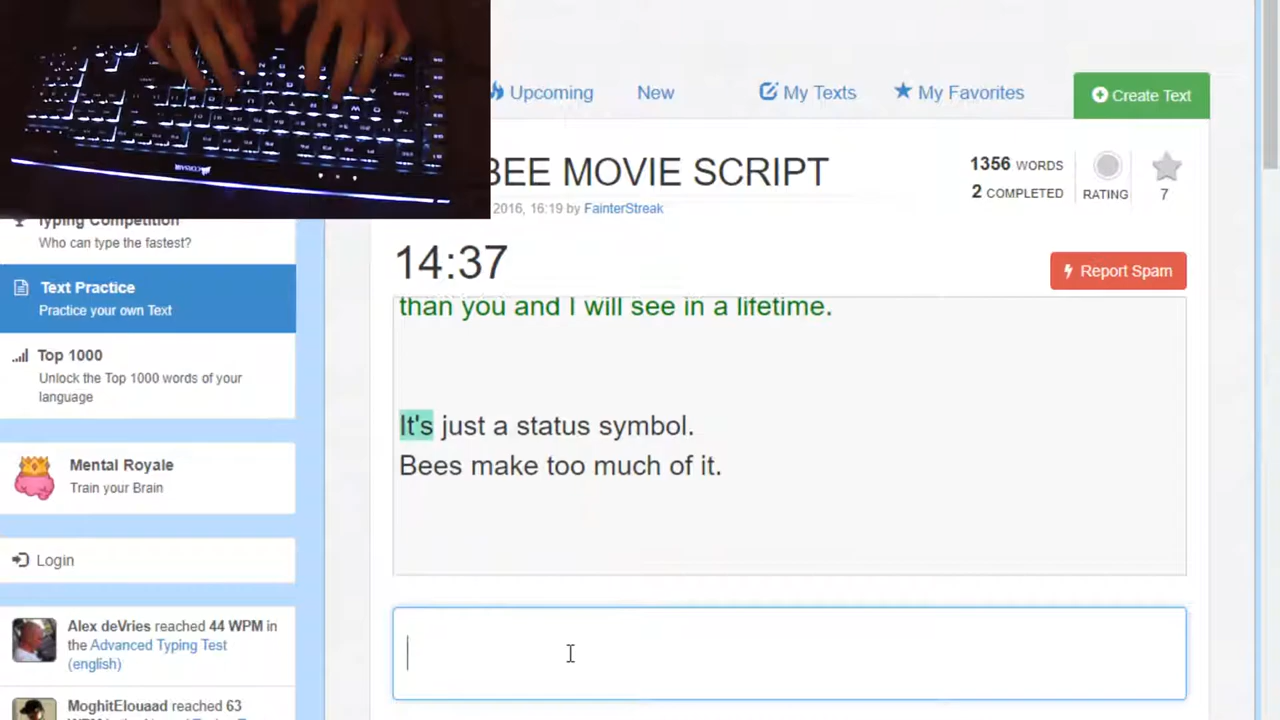 CORSAIR
Upcoming
New
My Texts
My Favorites
Create Text
BEE MOVIE SCRIPT
1356 WORDS
2 COMPLETED
RATING
7
2016, 16:19 by FainterStreak
Typing Competition
Who can type the fastest?
14:37
Report Spam
Text Practice
Practice your own Text
than you and I will see in a lifetime.
Top 1000
Unlock the Top 1000 words of your
language
It's just a status symbol.
Bees make too much of it.
Mental Royale
Train your Brain
Login
Alex deVries reached 44 WPM in
the Advanced Typing Test
(english)
MoghitElouaad reached 63